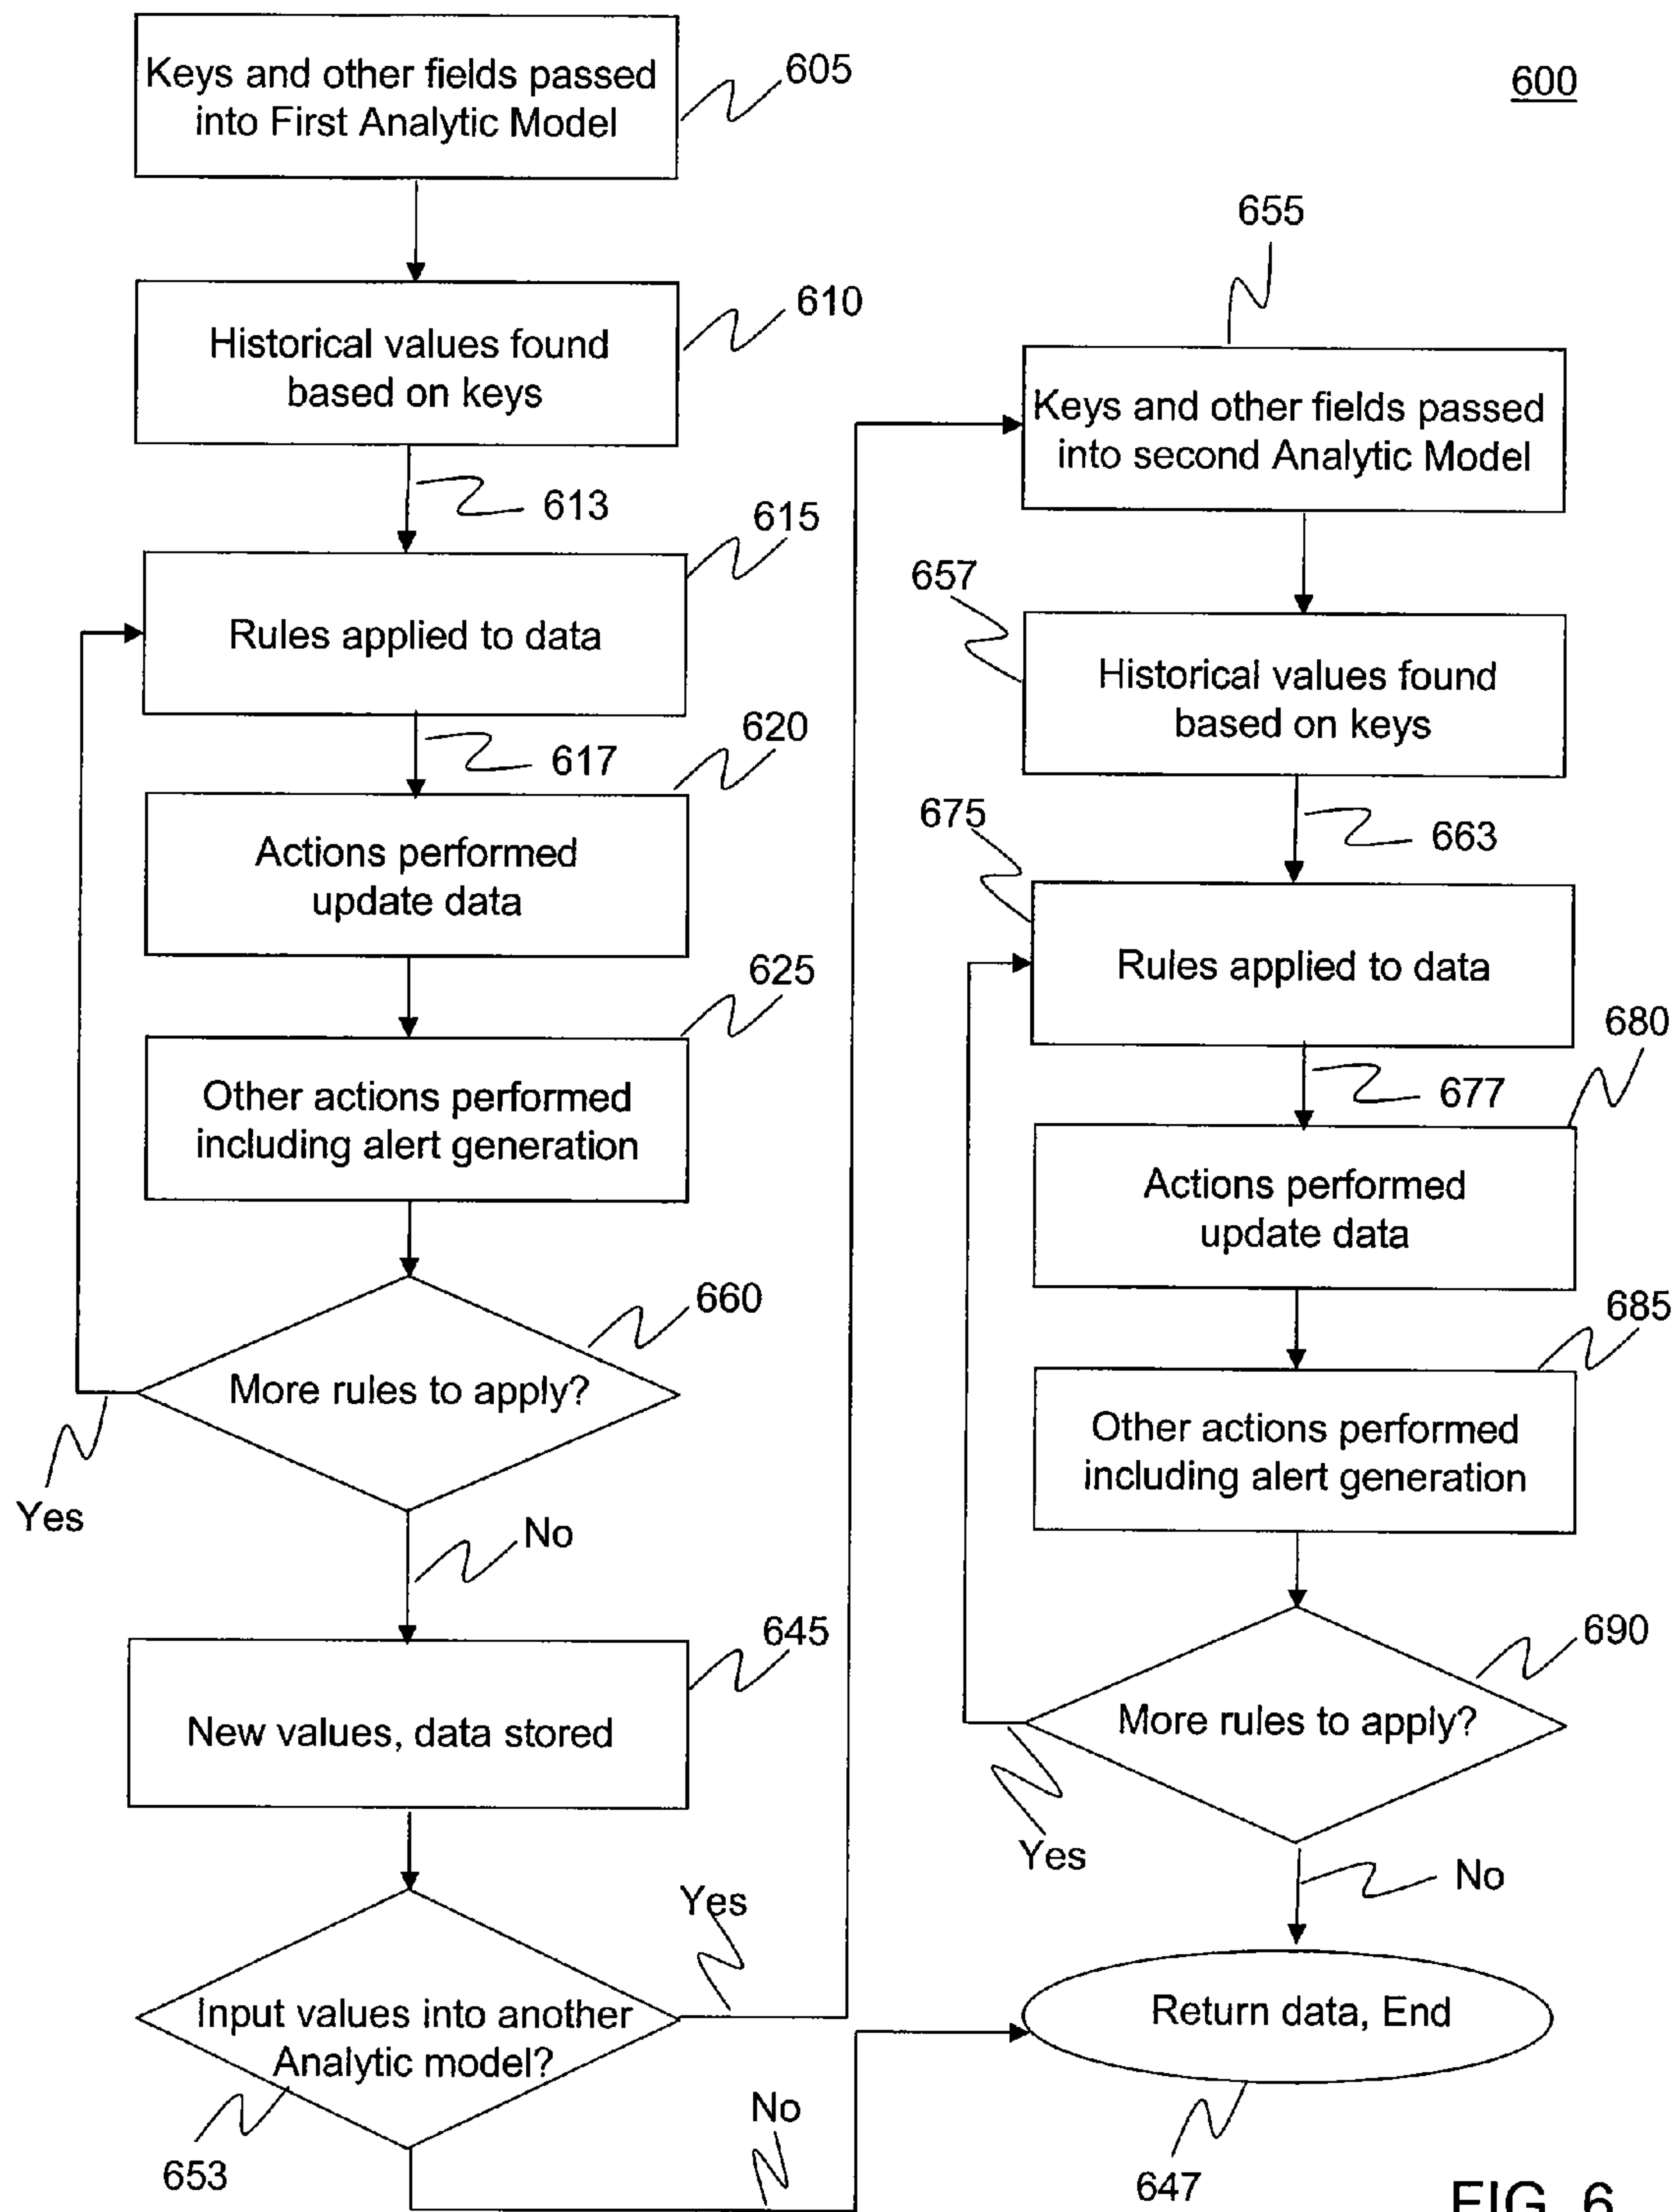 600
Keys and other fields passed
into First Analytic Model
605
Historical values found
based on keys
610
613
615
Rules applied to data
617
620
Actions performed
update data
625
Other actions performed
including alert generation
660
More rules to apply?
Yes
No
645
New values, data stored
Yes
Input values into another
Analytic model?
653
No
655
Keys and other fields passed
into second Analytic Model
657
Historical values found
based on keys
663
675
Rules applied to data
677
680
Actions performed
update data
685
Other actions performed
including alert generation
690
More rules to apply?
Yes
No
Return data, End
647
FIG. 6